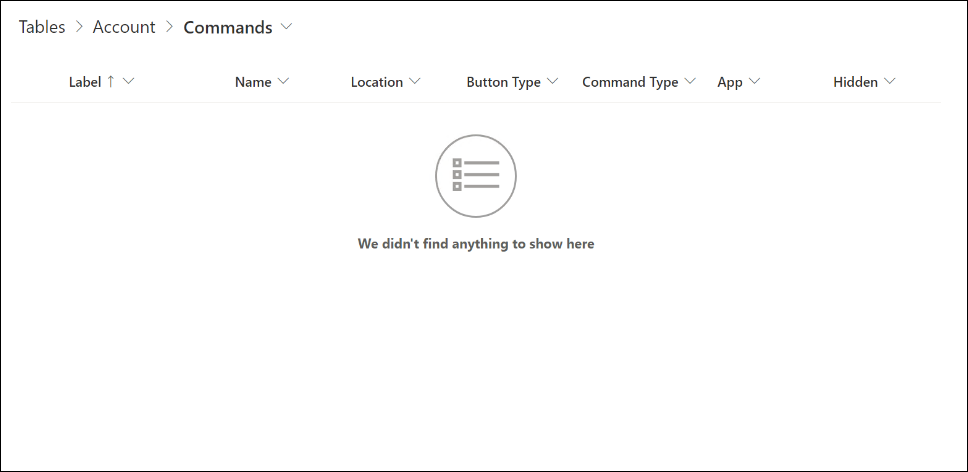 Tables > Account > Commands
Label ↑ Name Location Button Type Command Type App Hidden
We didn't find anything to show here